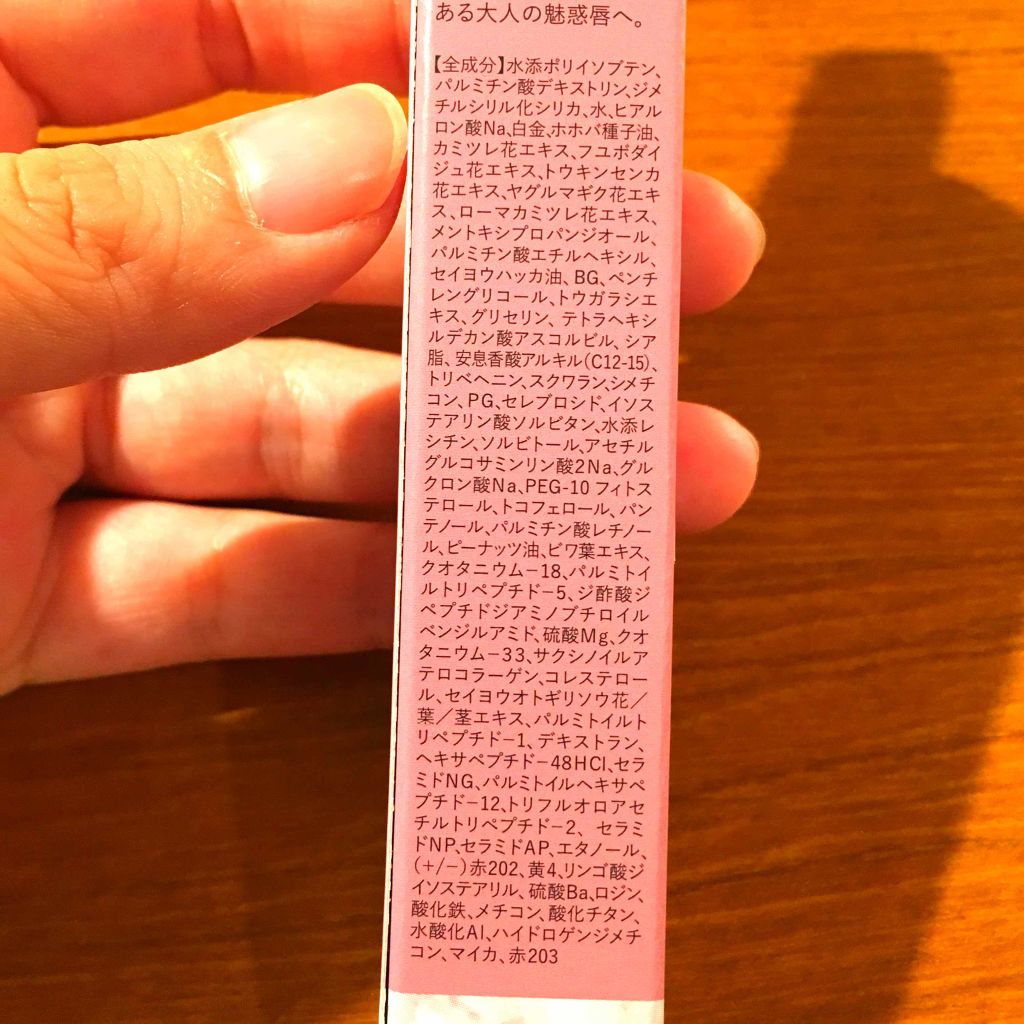 ある大人の魅惑唇へ。
【全成分】水添ポリイソブテン、
パルミチン酸デキストリン、ジメ
チルシリル化シリカ、水、ヒアル
ロン酸Na、白金、ホホバ種子油、
カミツレ花エキス、フユボダイ
ジュ花エキス、トウキンセンカ
花エキス、ヤグルマギク花エキ
ス、ローマカミツレ花エキス、
メントキシプロパンジオール、
パルミチン酸エチルヘキシル、
セイヨウハッカ油、BG、ペンチ
レングリコール、トウガラシエ
キス、グリセリン、テトラヘキシ
ルデカン酸アスコルビル、シア
脂、安息香酸アルキル(C12-15)、
トリベヘニン、スクワラン、シメチ
コン、PG、セレブロシド、イソス
テアリン酸ソルビタン、水添レ
シチン、ソルビトール、アセチル
グルコサミンリン酸2Na、グル
クロン酸Na、PEG-10 フィトス
テロール、トコフェロール、パン
テノール、パルミチン酸レチノー
ル、ピーナッツ油、ビワ葉エキス、
クオタニウム-18、パルミトイ
ルトリペプチド-5、ジ酢酸ジ
ペプチドジアミノブチロイル
ベンジルアミド、硫酸Mg、クオ
タニウム-33、サクシノイルア
テロコラーゲン、コレステロー
ル、セイヨウオトギリソウ花／
葉／茎エキス、パルミトイルト
リペプチド-1、デキストラン、
ヘキサペプチド-48HCl、セラ
ミドNG、パルミトイルヘキサペ
プチド-12、トリフルオロアセ
チルトリペプチド-2、セラミ
ドNP、セラミドAP、エタノール、
(+/-)赤202、黄4、リンゴ酸ジ
イソステアリル、硫酸Ba、ロジン、
酸化鉄、メチコン、酸化チタン、
水酸化Al、ハイドロゲンジメチ
コン、マイカ、赤203